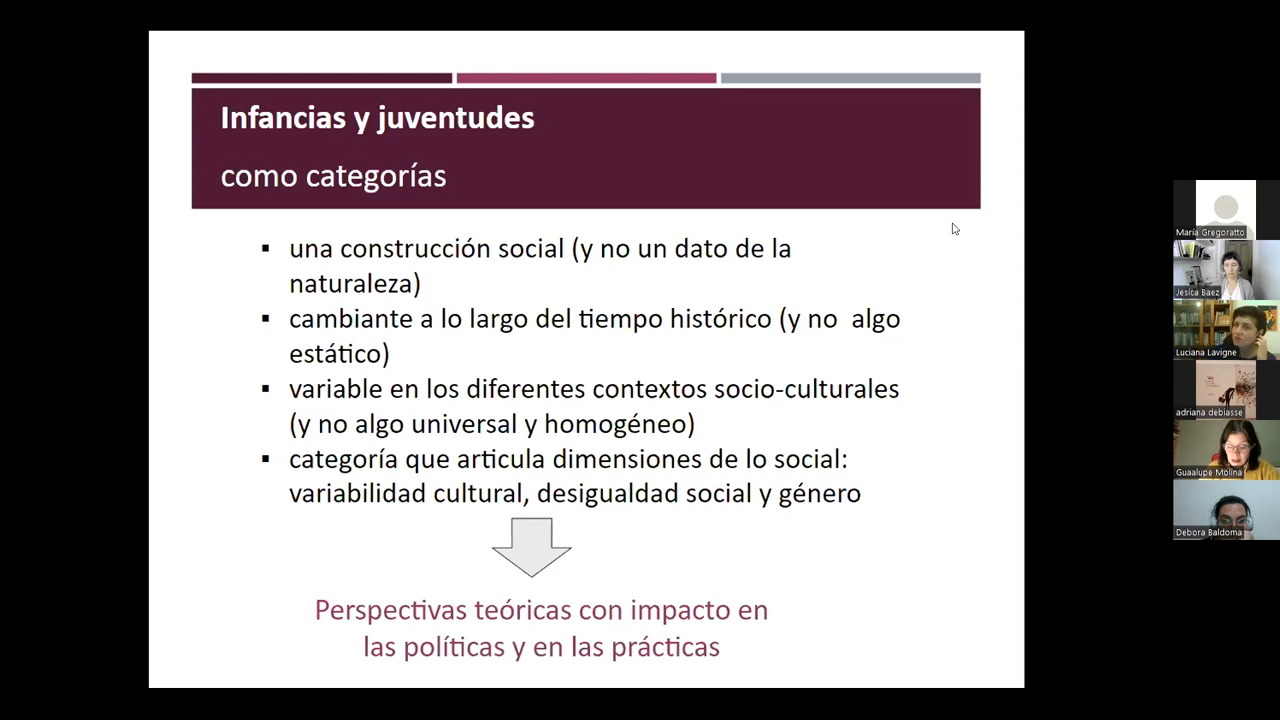 Infancias y juventudes
como categorías
▪ una construcción social (y no un dato de la
naturaleza)
▪ cambiante a lo largo del tiempo histórico (y no algo
estático)
▪ variable en los diferentes contextos socio-culturales
(y no algo universal y homogéneo)
▪ categoría que articula dimensiones de lo social:
variabilidad cultural, desigualdad social y género
Perspectivas teóricas con impacto en
las políticas y en las prácticas
María Gregoratto
Jesica Baez
Luciana Lavigne
adriana debiasse
Guaalupe Molina
Debora Baldoma